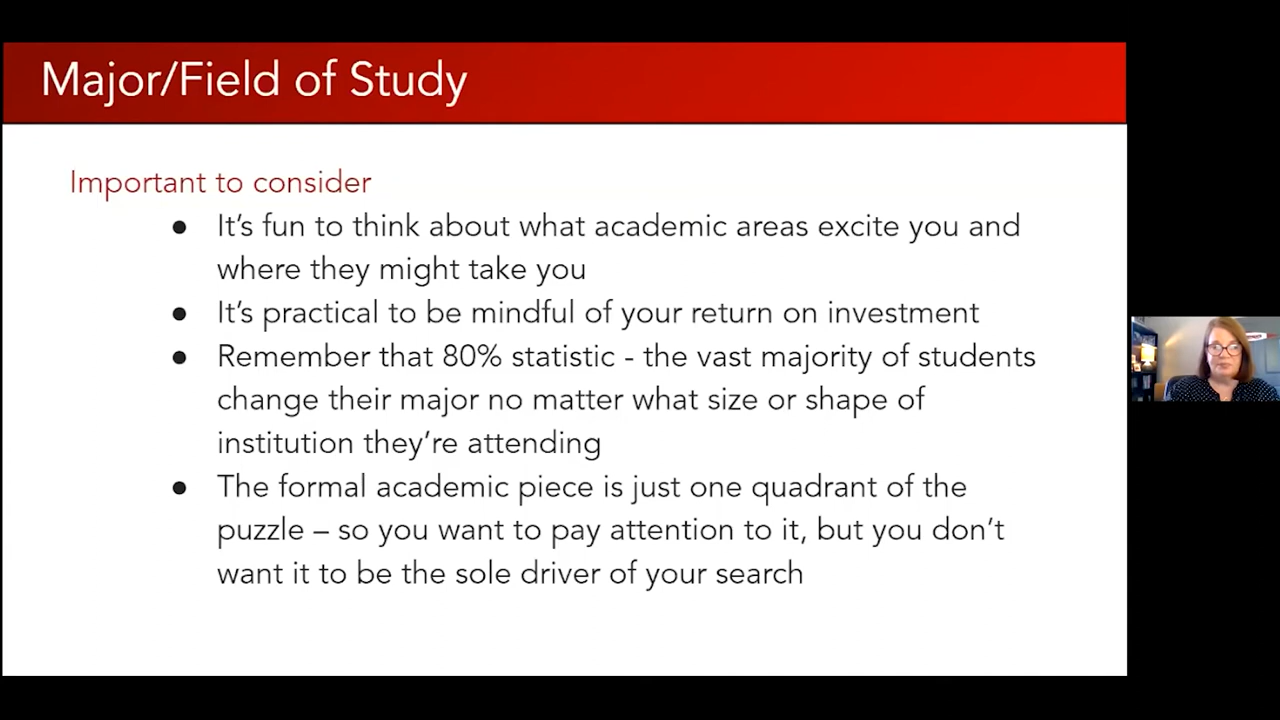 Major/Field of Study
Important to consider
● It's fun to think about what academic areas excite you and
where they might take you
● It's practical to be mindful of your return on investment
● Remember that 80% statistic - the vast majority of students
change their major no matter what size or shape of
institution they're attending
● The formal academic piece is just one quadrant of the
puzzle – so you want to pay attention to it, but you don't
want it to be the sole driver of your search